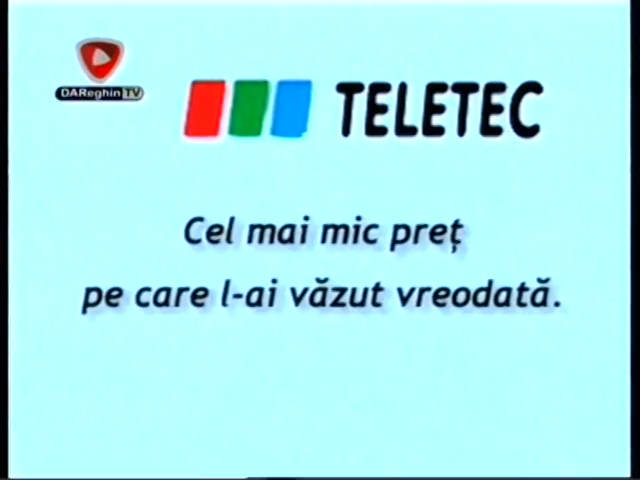 DAReghin TV
TELETEC
Cel mai mic preț
pe care l-ai văzut vreodată.